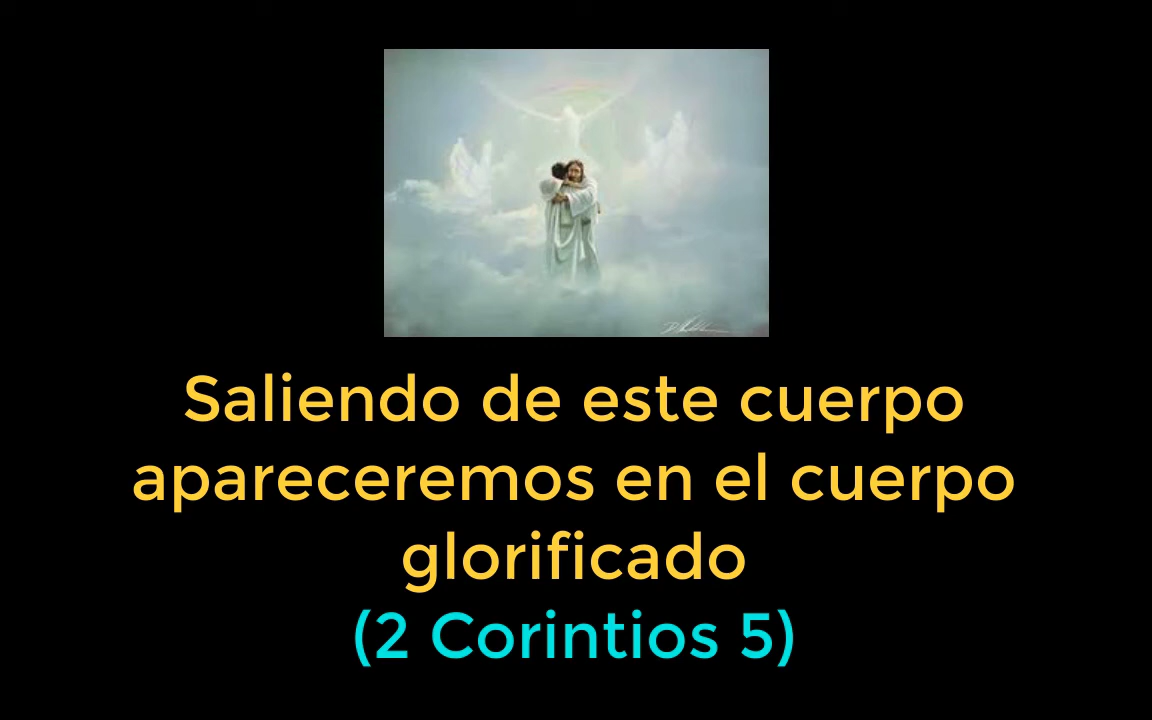 Saliendo de este cuerpo
apareceremos en el cuerpo
glorificado
(2 Corintios 5)